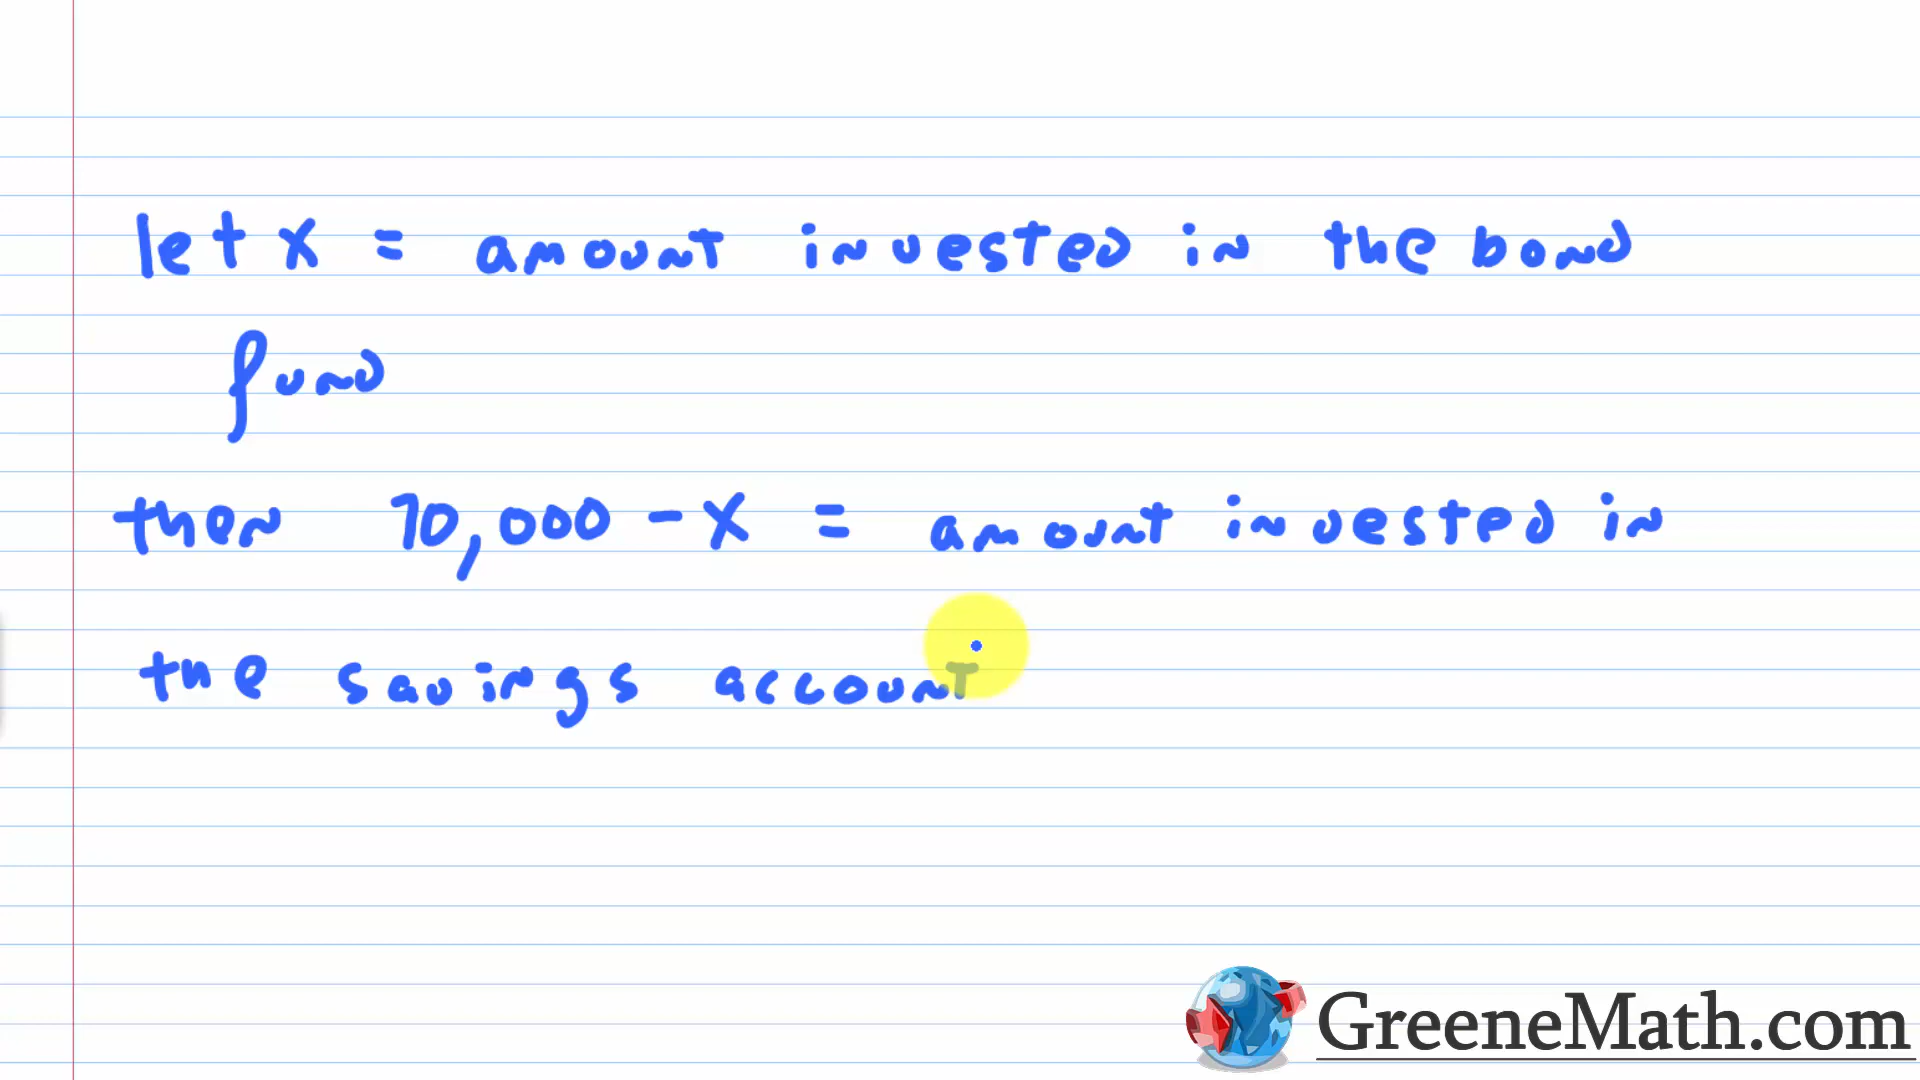 let x = amount invested in the bond
fund
then 70,000 - x = amount invested in
the savings account
GreeneMath.com